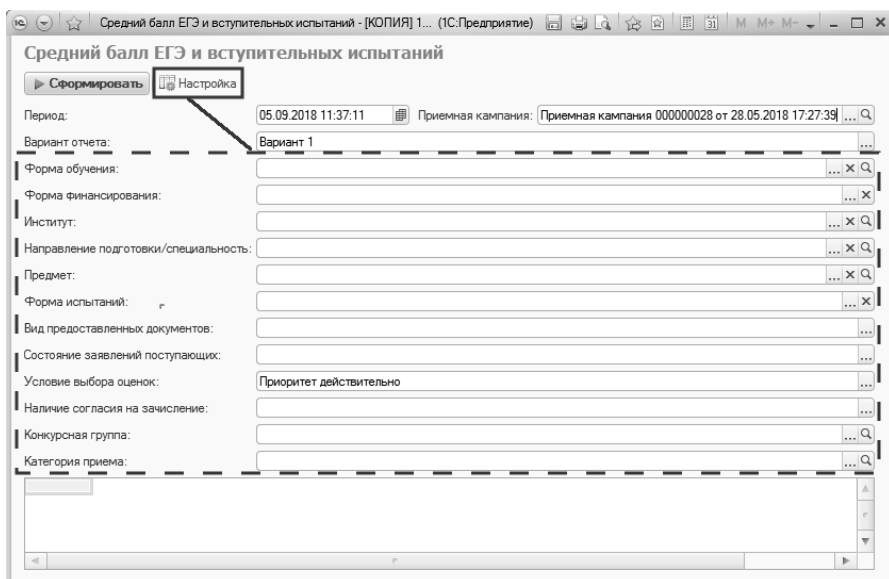 Средний балл ЕГЭ и вступительных испытаний - [КОПИЯ] 1... (1С:Предприятие) 31 M M+ M-
Средний балл ЕГЭ и вступительных испытаний
Сформировать Настройка
Период: 05.09.2018 11:37:11 Приемная кампания: Приемная кампания 000000028 от 28.05.2018 17:27:39 ...
Вариант отчета: Вариант 1 ...
Форма обучения: ...
Форма финансирования: ...
Институт: ...
Направление подготовки/специальность: ...
Предмет: ...
Форма испытаний: ...
Вид предоставленных документов: ...
Состояние заявлений поступающих: ...
Условие выбора оценок: Приоритет действительно ...
Наличие согласия на зачисление: ...
Конкурсная группа: ...
Категория приема: ...